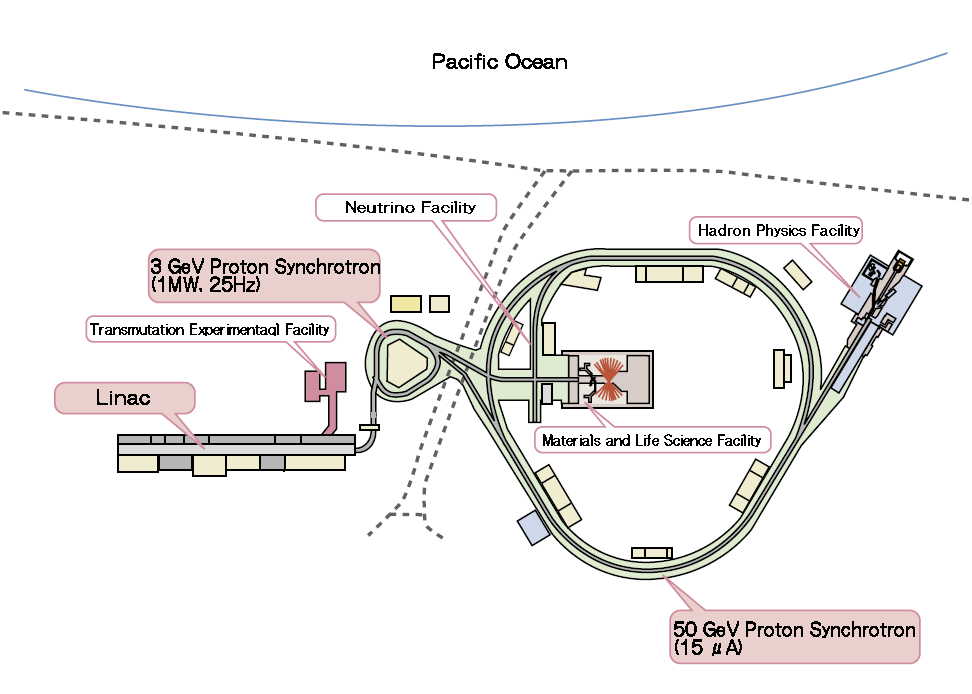 Pacific Ocean
Neutrino Facility
Hadron Physics Facility
3 GeV Proton Synchrotron
(1MW, 25Hz)
Transmutation Experimentaql Facility
Linac
Materials and Life Science Facility
50 GeV Proton Synchrotron
(15 μA)